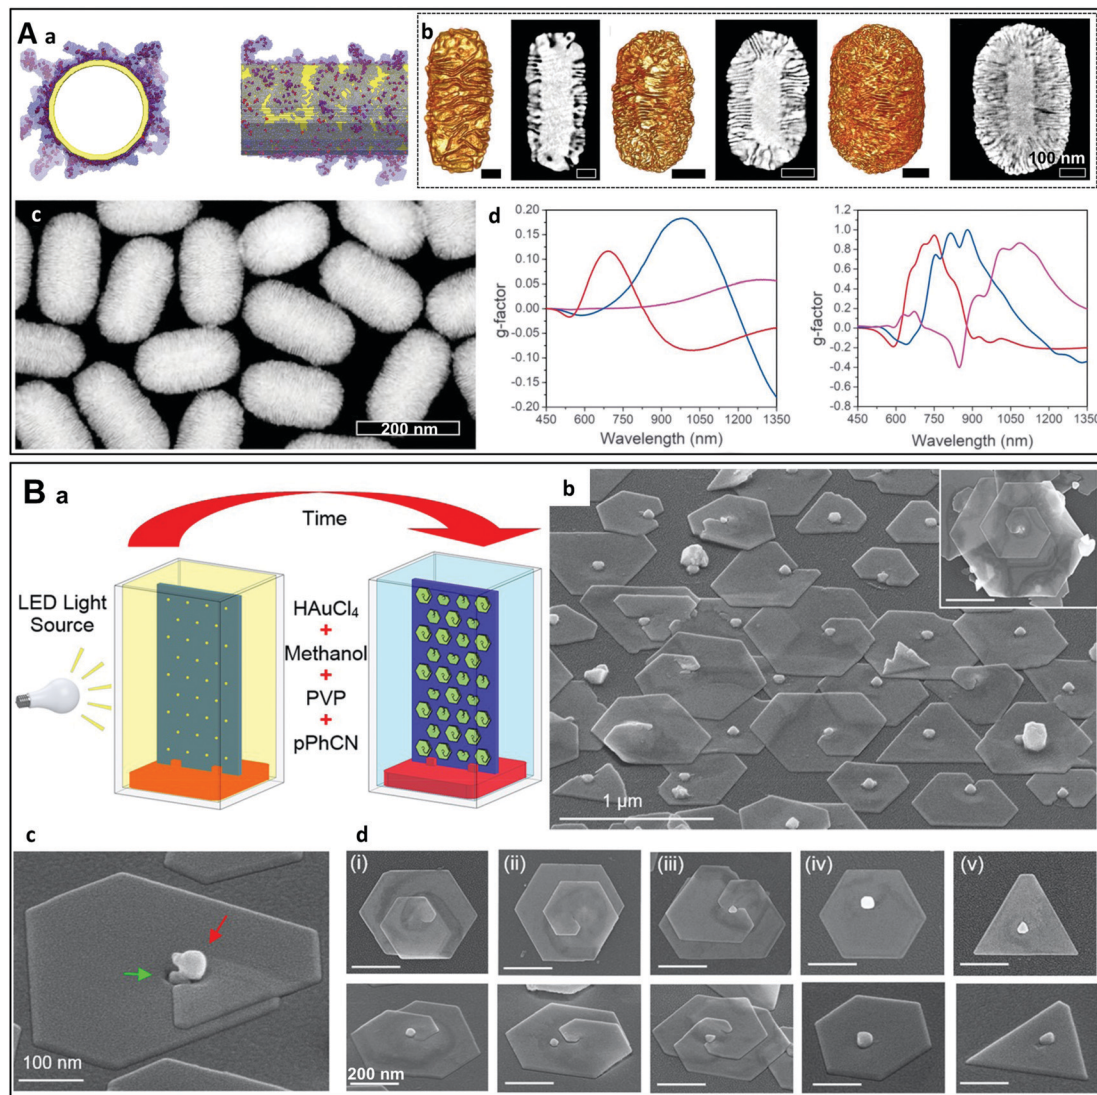 A a
b
100 nm
c
200 nm
d
0.20
0.15
0.10
0.05
0.00
-0.05
-0.10
-0.15
-0.20
g-factor
450 600 750 900 1050 1200 1350
Wavelength (nm)
1.2
1.0
0.8
0.6
0.4
0.2
0.0
-0.2
-0.4
-0.6
-0.8
g-factor
450 600 750 900 1050 1200 1350
Wavelength (nm)
B a
Time
LED Light
Source
HAuCl4
+
Methanol
+
PVP
+
pPhCN
b
1 µm
c
100 nm
d
(i)
(ii)
(iii)
(iv)
(v)
200 nm